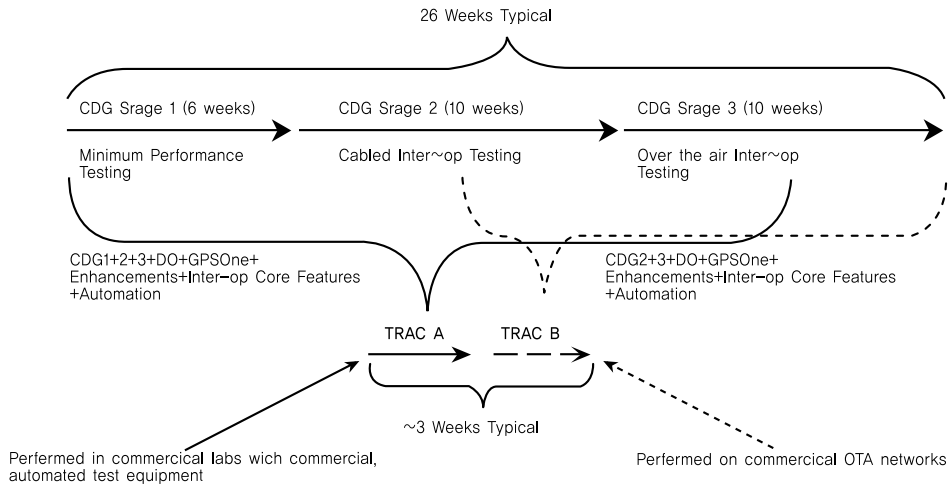 26 Weeks Typical
CDG Srage 1 (6 weeks)
CDG Srage 2 (10 weeks)
CDG Srage 3 (10 weeks)
Minimum Performance
Testing
Cabled Inter~op Testing
Over the air Inter~op
Testing
CDG1+2+3+DO+GPSOne+
Enhancements+Inter-op Core Features
+Automation
CDG2+3+DO+GPSOne+
Enhancements+Inter-op Core Features
+Automation
TRAC A
TRAC B
~3 Weeks Typical
Performed in commercical labs wich commercial,
automated test equipment
Perfermed on commercical OTA networks